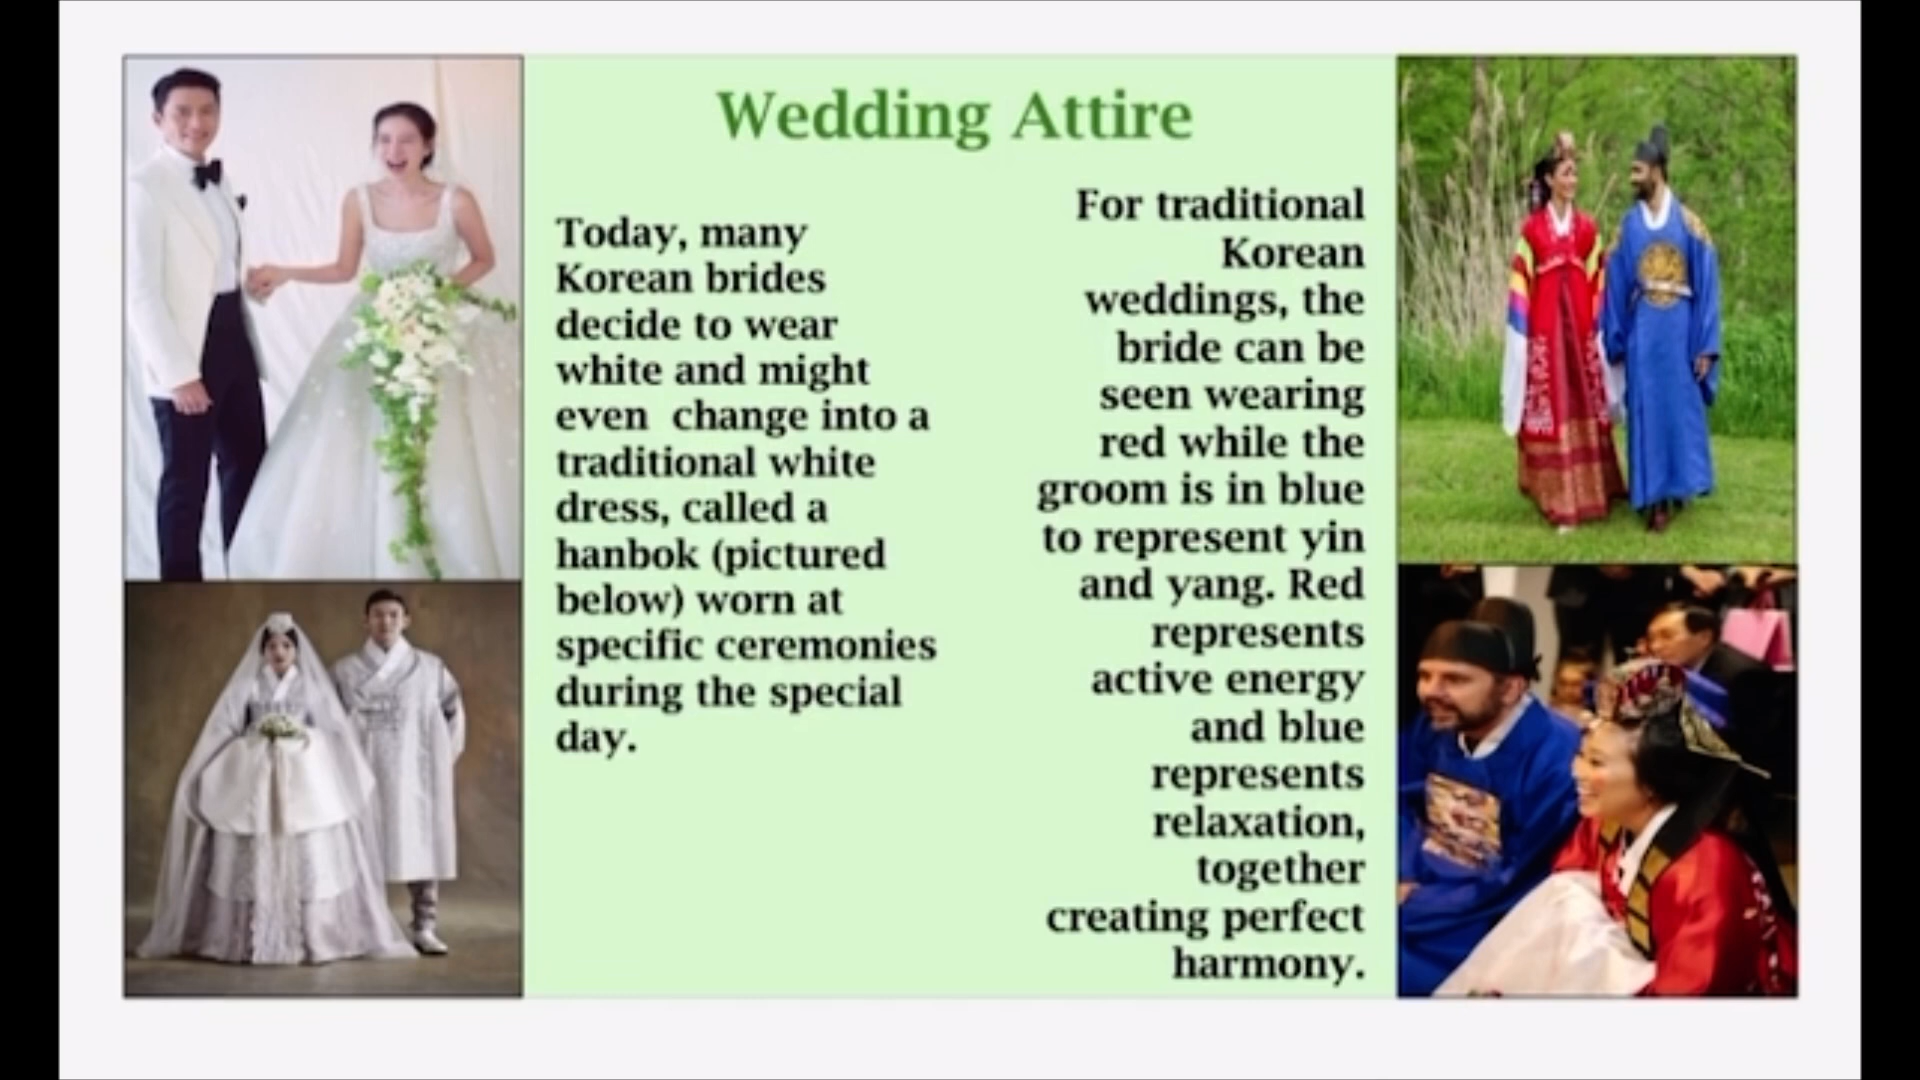 Wedding Attire
Today, many
Korean brides
decide to wear
white and might
even  change into a
traditional white
dress, called a
hanbok (pictured
below) worn at
specific ceremonies
during the special
day.
For traditional
Korean
weddings, the
bride can be
seen wearing
red while the
groom is in blue
to represent yin
and yang. Red
represents
active energy
and blue
represents
relaxation,
together
creating perfect
harmony.